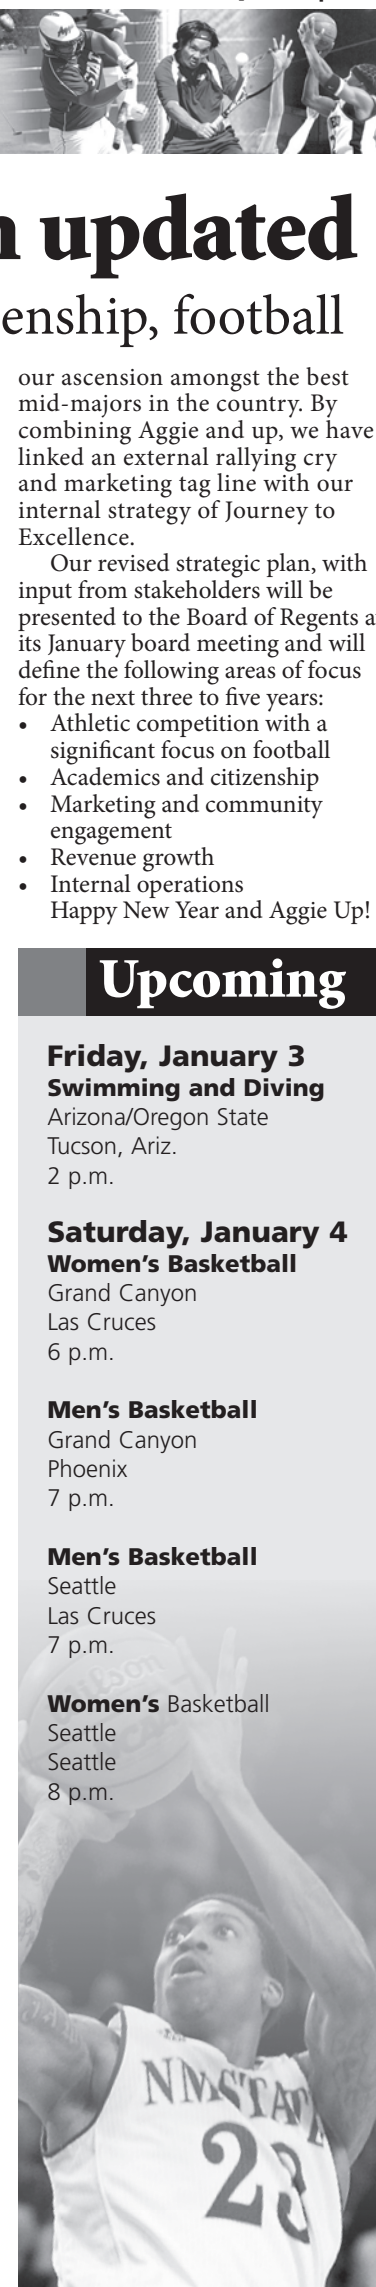 updated
enship, football
our ascension amongst the best
mid-majors in the country. By
combining Aggie and up, we have
linked an external rallying cry
and marketing tag line with our
internal strategy of Journey to
Excellence.
Our revised strategic plan, with
input from stakeholders will be
presented to the Board of Regents a
its January board meeting and will
define the following areas of focus
for the next three to five years:
• Athletic competition with a
significant focus on football
• Academics and citizenship
• Marketing and community
engagement
• Revenue growth
• Internal operations
Happy New Year and Aggie Up!
Upcoming
Friday, January 3
Swimming and Diving
Arizona/Oregon State
Tucson, Ariz.
2 p.m.
Saturday, January 4
Women’s Basketball
Grand Canyon
Las Cruces
6 p.m.
Men’s Basketball
Grand Canyon
Phoenix
7 p.m.
Men’s Basketball
Seattle
Las Cruces
7 p.m.
Women’s Basketball
Seattle
Seattle
8 p.m.
Wilson
NM STATE
23